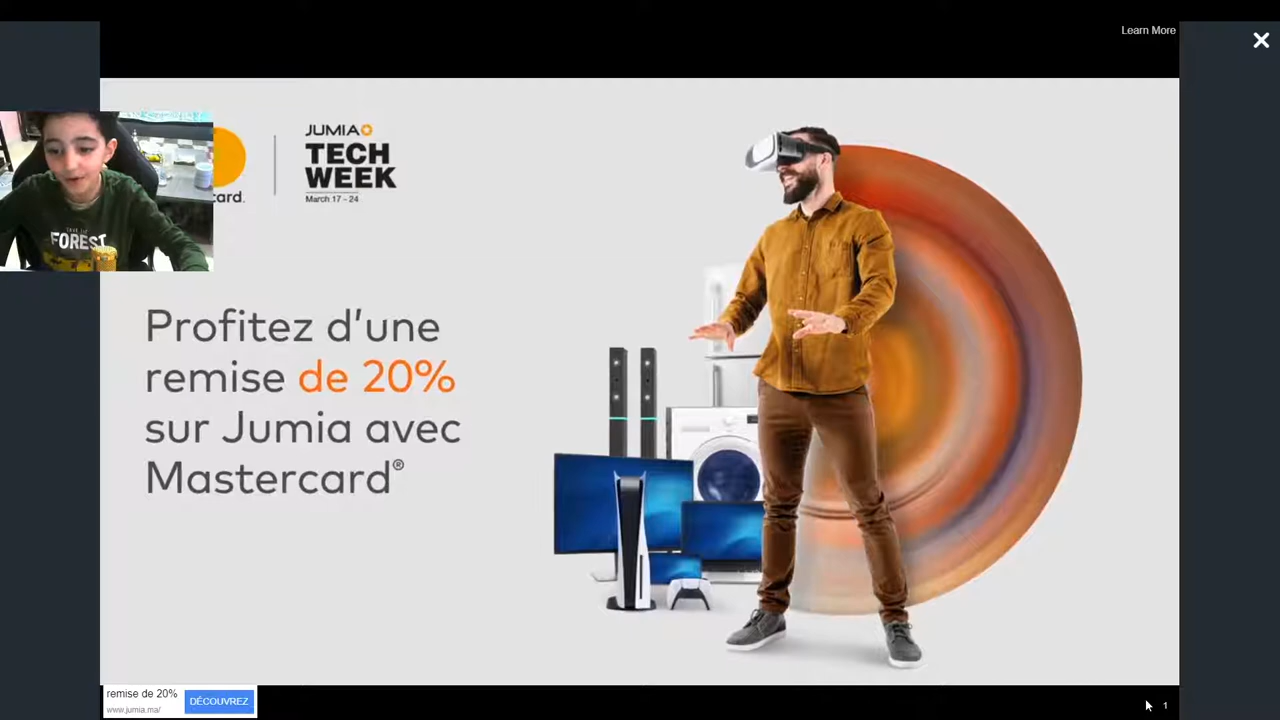 Learn More
JUMIA
TECH
WEEK
March 17 - 24
card.
FOREST
Profitez d'une
remise de 20%
sur Jumia avec
Mastercard®
remise de 20%
www.jumia.ma/
DÉCOUVREZ
1